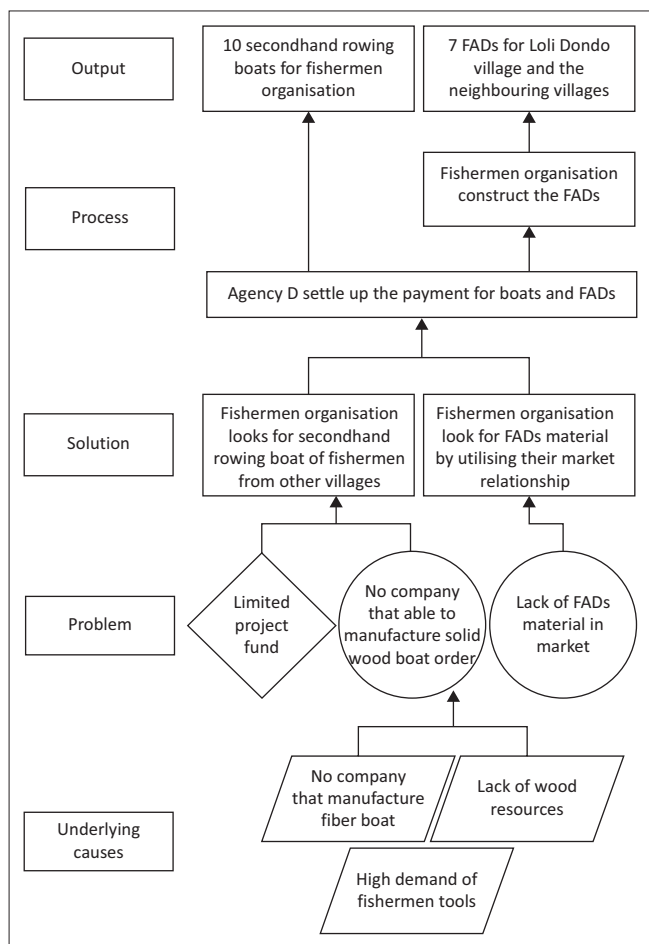 Output
10 secondhand rowing
boats for fishermen
organisation
7 FADs for Loli Dondo
village and the
neighbouring villages
Process
Fishermen organisation
construct the FADs
Agency D settle up the payment for boats and FADs
Solution
Fishermen organisation
looks for secondhand
rowing boat of fishermen
from other villages
Fishermen organisation
look for FADs material
by utilising their market
relationship
Problem
Limited
project
fund
No company
that able to
manufacture solid
wood boat order
Lack of FADs
material in
market
Underlying
causes
No company
that manufacture
fiber boat
Lack of wood
resources
High demand of
fishermen tools